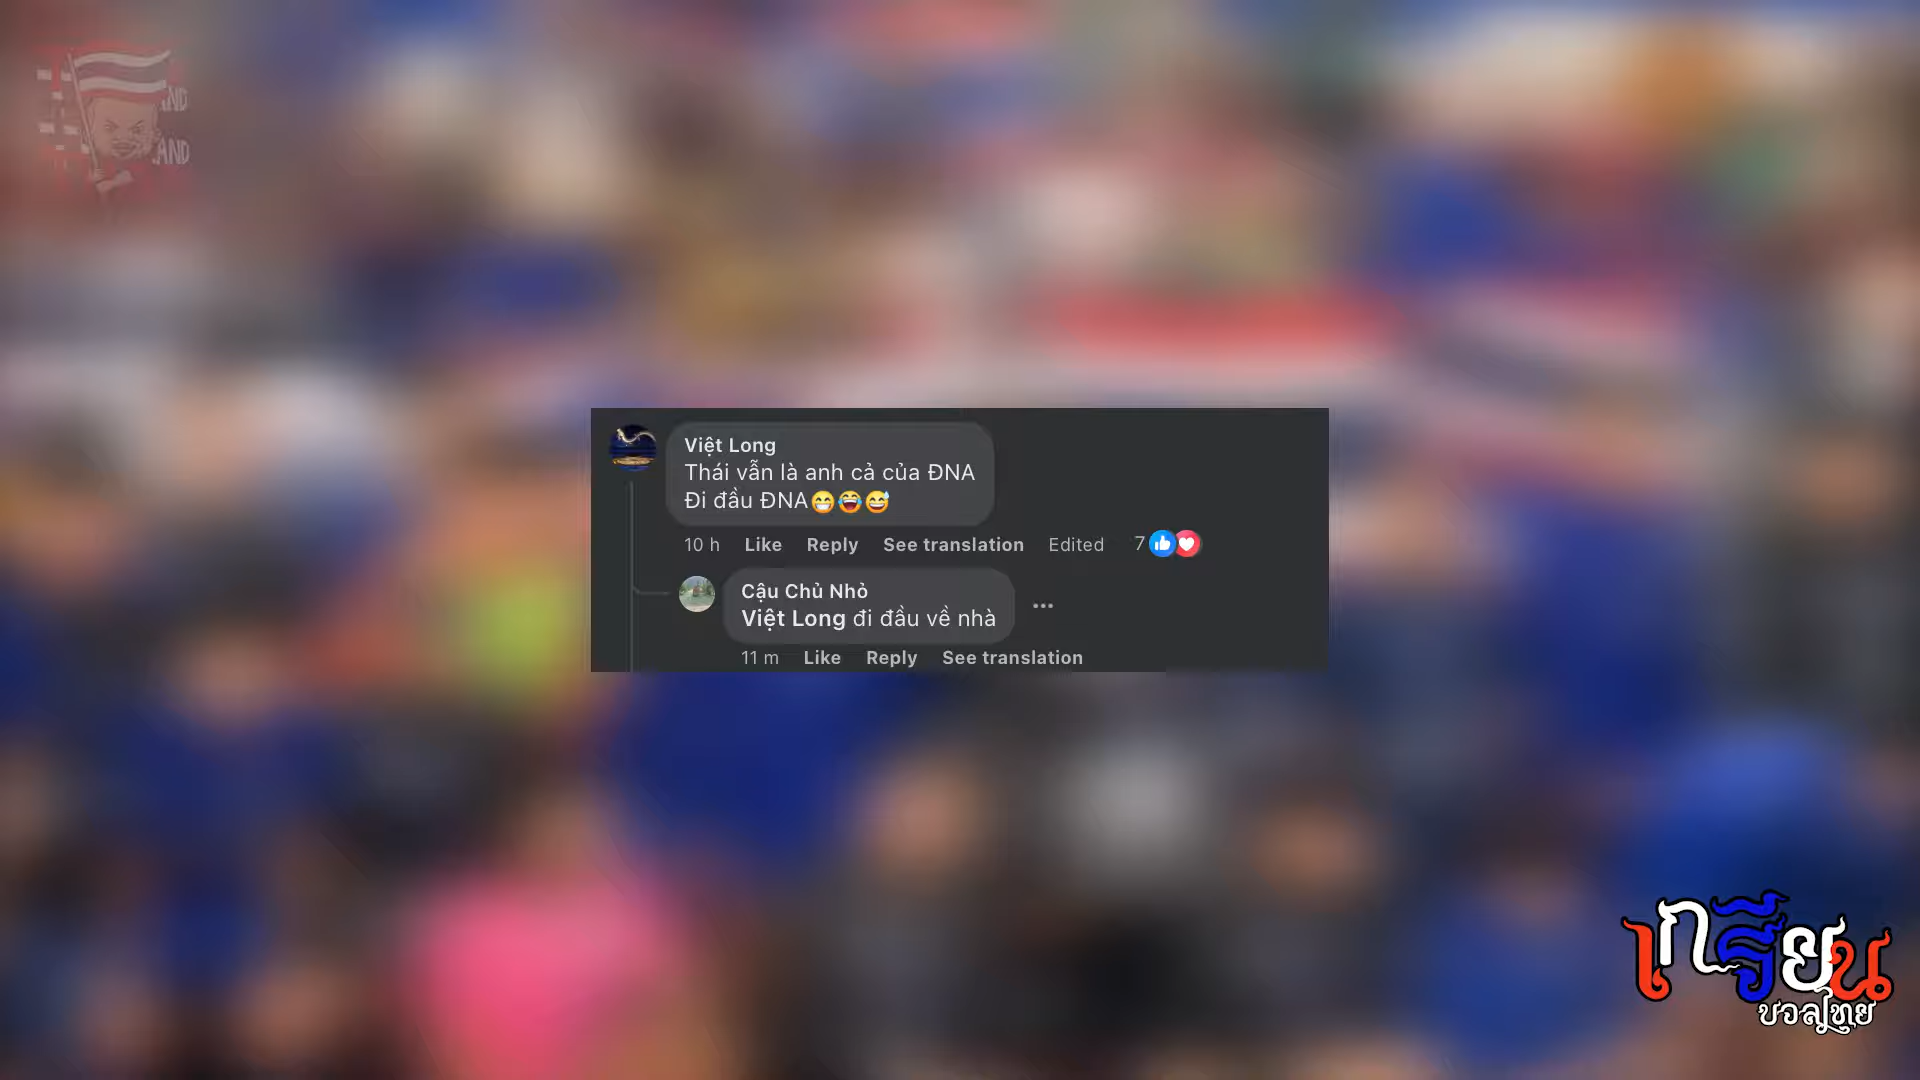 Việt Long
Thái vẫn là anh cả của ĐNA
Đi đầu ĐNA😁😂😅
10 h Like Reply See translation Edited 7
Cậu Chủ Nhỏ
Việt Long đi đầu về nhà
11 m Like Reply See translation
เกรียน
บอลไทย